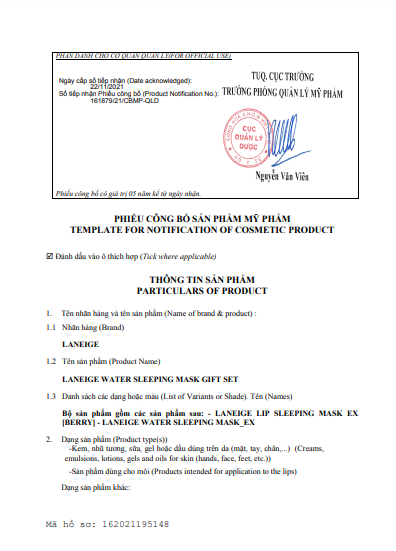 PHẦN DÀNH CHO CƠ QUAN QUẢN LÝ(FOR OFFICIAL USE)
Ngày cấp số tiếp nhận (Date acknowledged):
22/11/2021
Số tiếp nhận Phiếu công bố (Product Notification No.):
161879/21/CBMP-QLD
TUQ. CỤC TRƯỞNG
TRƯỞNG PHÒNG QUẢN LÝ MỸ PHẨM
CỤC
QUẢN LÝ
DƯỢC
Nguyễn Văn Viên
Phiếu công bố có giá trị 05 năm kể từ ngày nhận.
PHIẾU CÔNG BỐ SẢN PHẨM MỸ PHẨM
TEMPLATE FOR NOTIFICATION OF COSMETIC PRODUCT
☑ Đánh dấu vào ô thích hợp (Tick where applicable)
THÔNG TIN SẢN PHẨM
PARTICULARS OF PRODUCT
1. Tên nhãn hàng và tên sản phẩm (Name of brand & product) :
1.1 Nhãn hàng (Brand)
LANEIGE
1.2 Tên sản phẩm (Product Name)
LANEIGE WATER SLEEPING MASK GIFT SET
1.3 Danh sách các dạng hoặc màu (List of Variants or Shade). Tên (Names)
Bộ sản phẩm gồm các sản phẩm sau: - LANEIGE LIP SLEEPING MASK EX
[BERRY] - LANEIGE WATER SLEEPING MASK_EX
2. Dạng sản phẩm (Product type(s))
-Kem, nhũ tương, sữa, gel hoặc dầu dùng trên da (mặt, tay, chân,...) (Creams,
emulsions, lotions, gels and oils for skin (hands, face, feet, etc.))
-Sản phẩm dùng cho môi (Products intended for application to the lips)
Dạng sản phẩm khác:
Mã hồ sơ: 162021195148